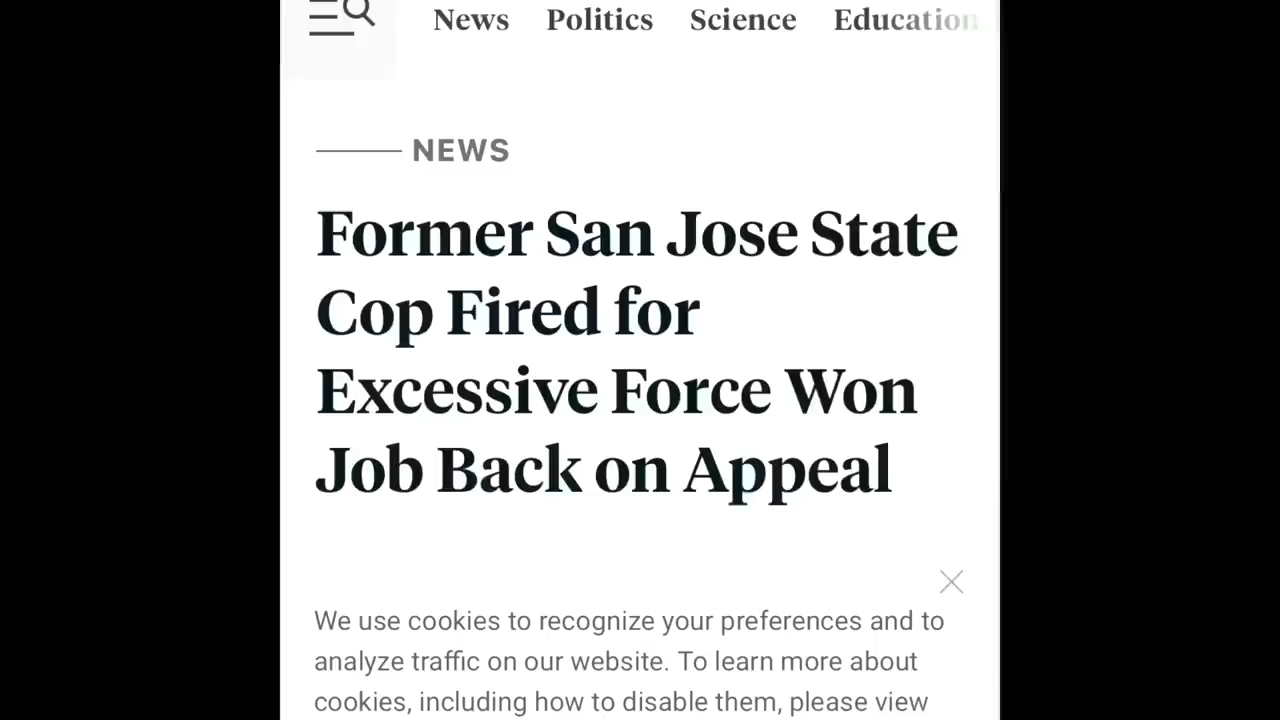 News Politics Science Education
NEWS
Former San Jose State
Cop Fired for
Excessive Force Won
Job Back on Appeal
We use cookies to recognize your preferences and to
analyze traffic on our website. To learn more about
cookies, including how to disable them, please view